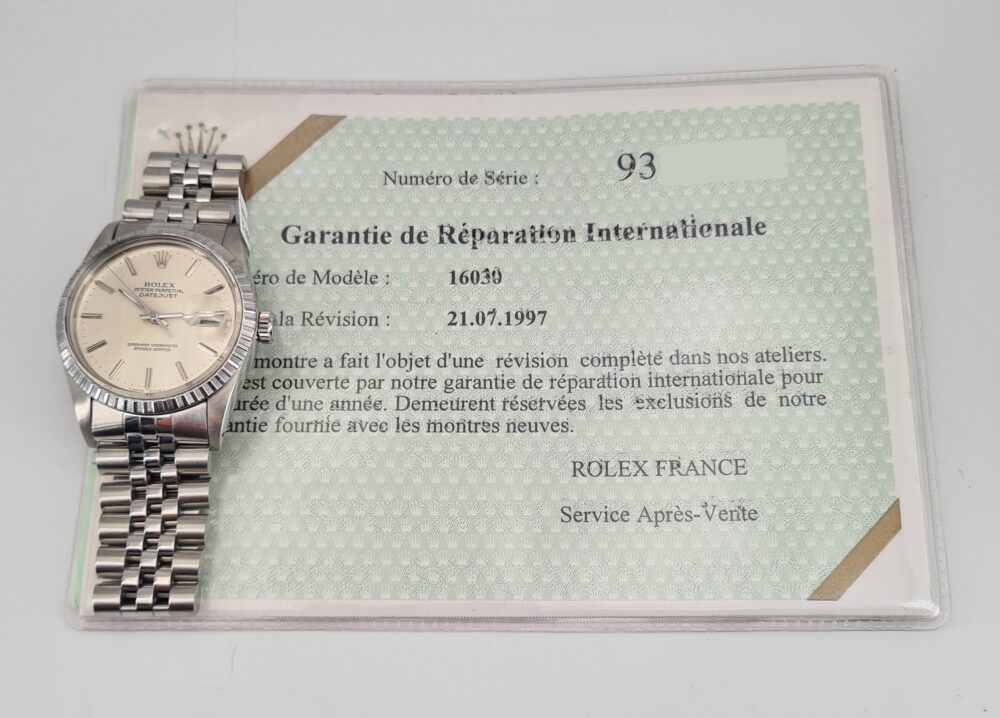 Numéro de Série : 93
Garantie de Réparation Internationale
éro de Modèle : 16030
la Révision : 21.07.1997
montre a fait l'objet d'une révision complète dans nos ateliers.
est couverte par notre garantie de réparation internationale pour
urée d'une année. Demeurent réservées les exclusions de notre
antie fournie avec les montres neuves.
ROLEX FRANCE
Service Après-Vente
ROLEX
OYSTER PERPETUAL
DATEJUST
SUPERLATIVE CHRONOMETER
OFFICIALLY CERTIFIED